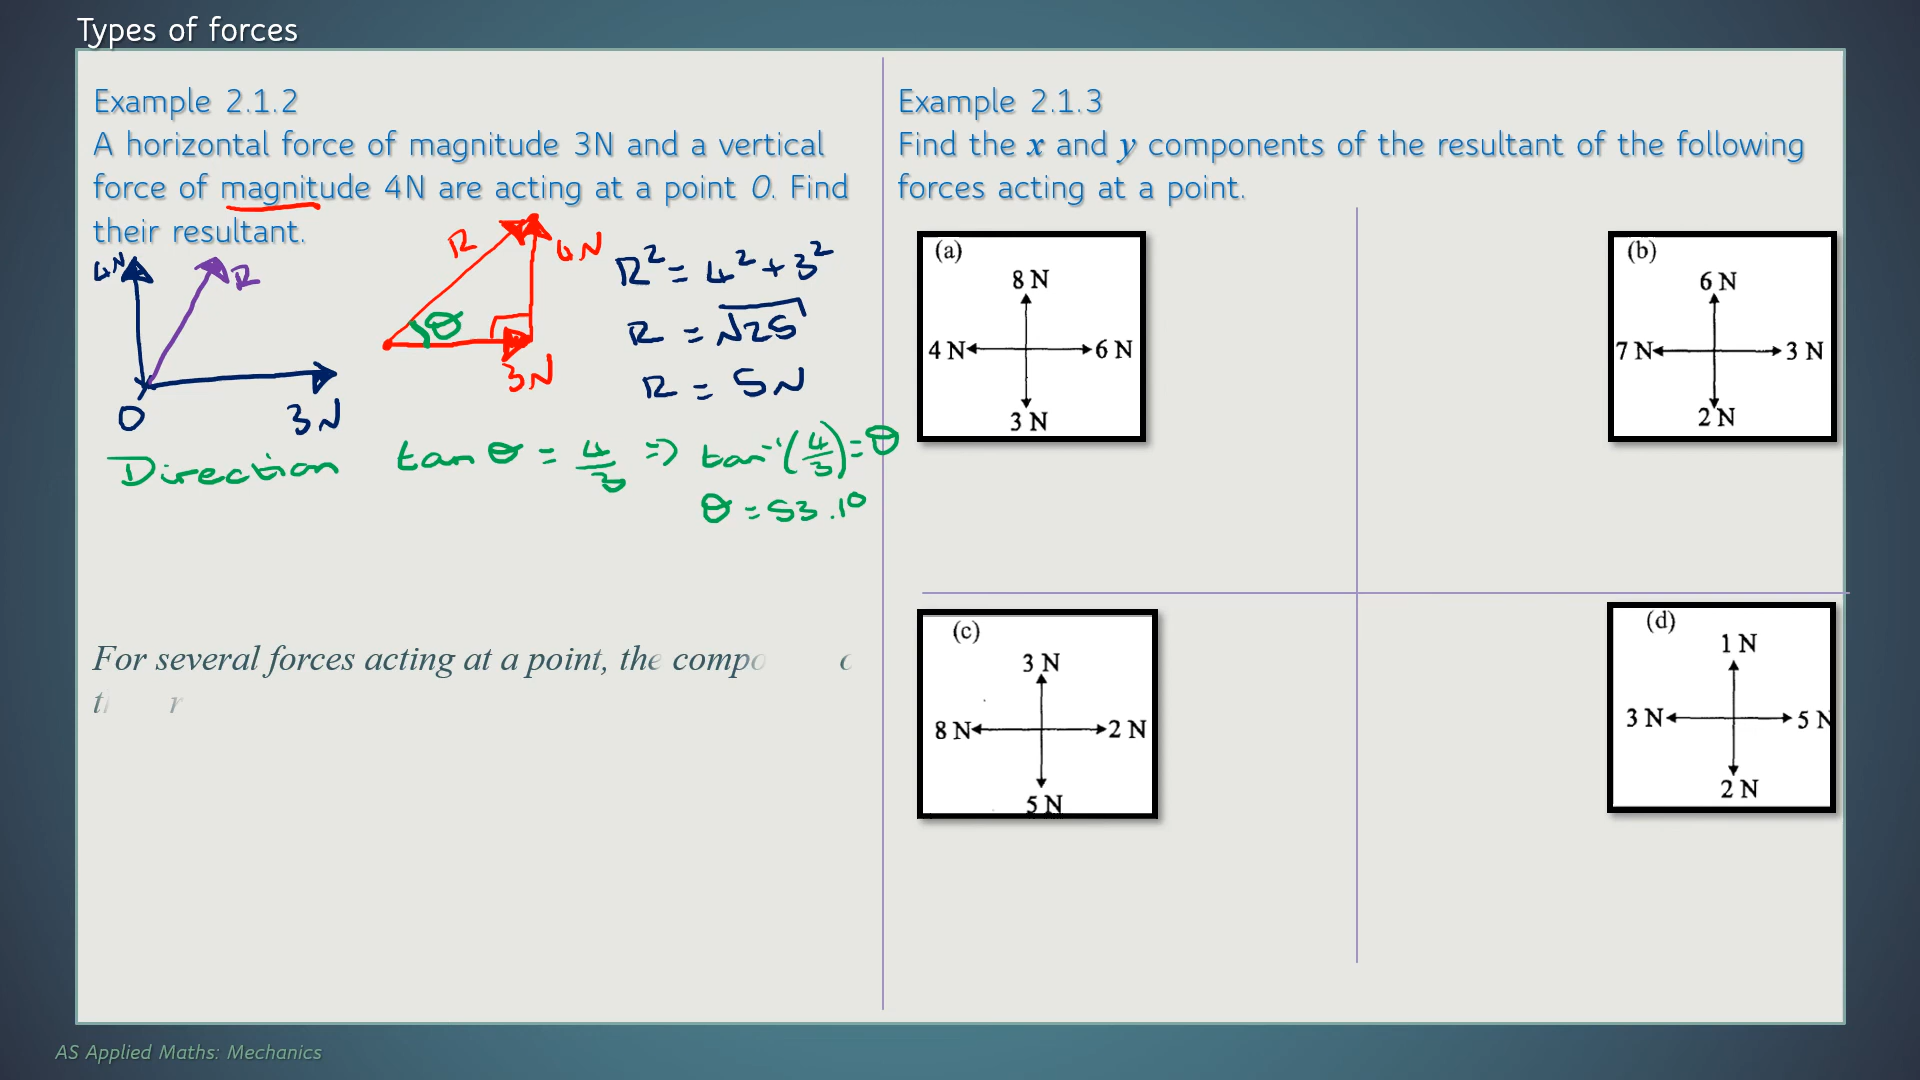 Types of forces
Example 2.1.2
A horizontal force of magnitude 3N and a vertical
force of magnitude 4N are acting at a point O. Find
their resultant.
4N
R
O
3N
R
4N
θ
3N
R² = 4² + 3²
R = √25
R = 5N
Direction
tan θ = 4/3 => tan⁻¹(4/3) = θ
θ = 53.1°
For several forces acting at a point, the
Example 2.1.3
Find the x and y components of the resultant of the following
forces acting at a point.
(a)
8 N
4 N
6 N
3 N
(b)
6 N
7 N
3 N
2 N
(c)
3 N
8 N
2 N
5 N
(d)
1 N
3 N
5 N
2 N
AS Applied Maths: Mechanics